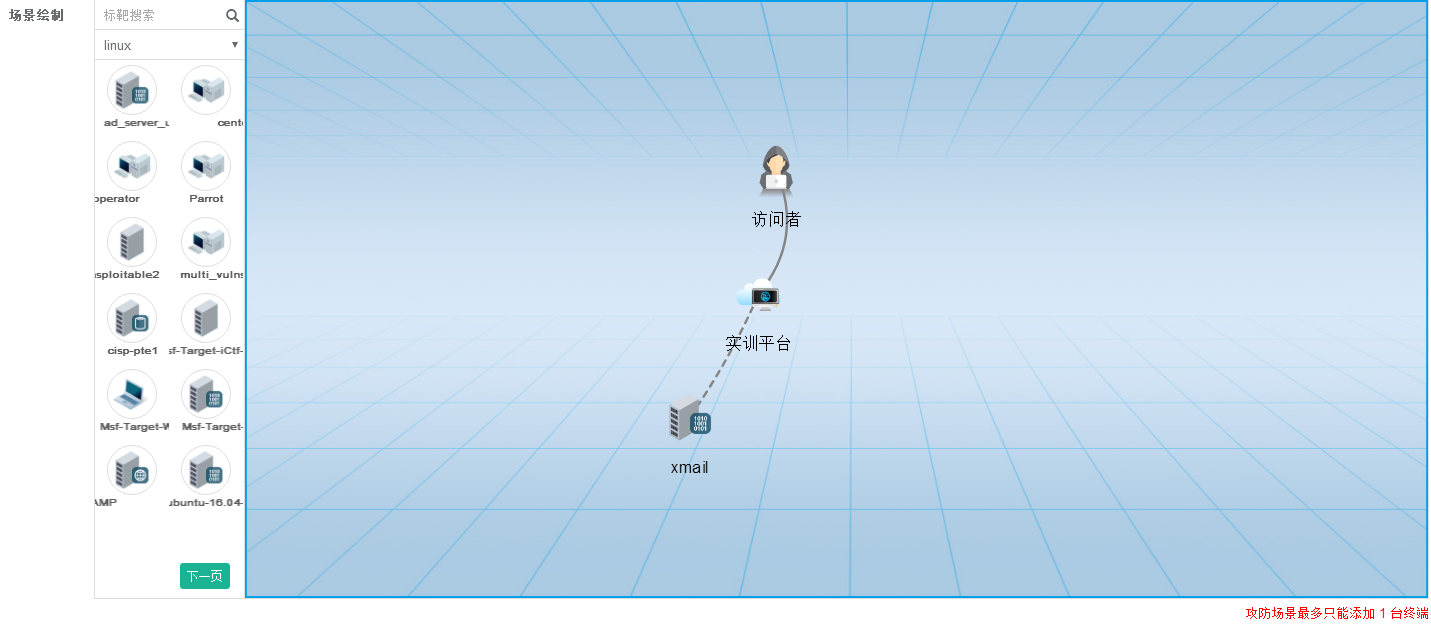 场景绘制
标靶搜索
linux
ad_server_u
cent
operator
Parrot
sploitable2
multi_vulns
cisp-pte1
sf-Target-iCtf-
Msf-Target-W
Msf-Target-
AMP
ubuntu-16.04-
下一页
访问者
实训平台
xmail
攻防场景最多只能添加 1 台终端